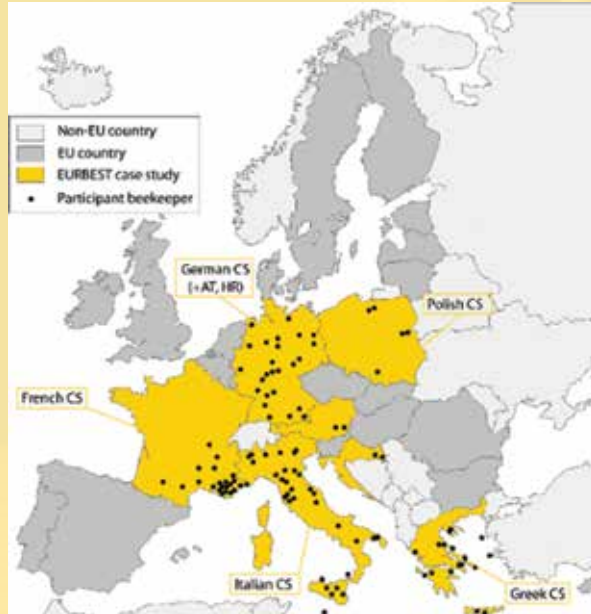 Non-EU country
EU country
EURBEST case study
Participant beekeeper
German CS
(+AT, HR)
Polish CS
French CS
Italian CS
Greek CS